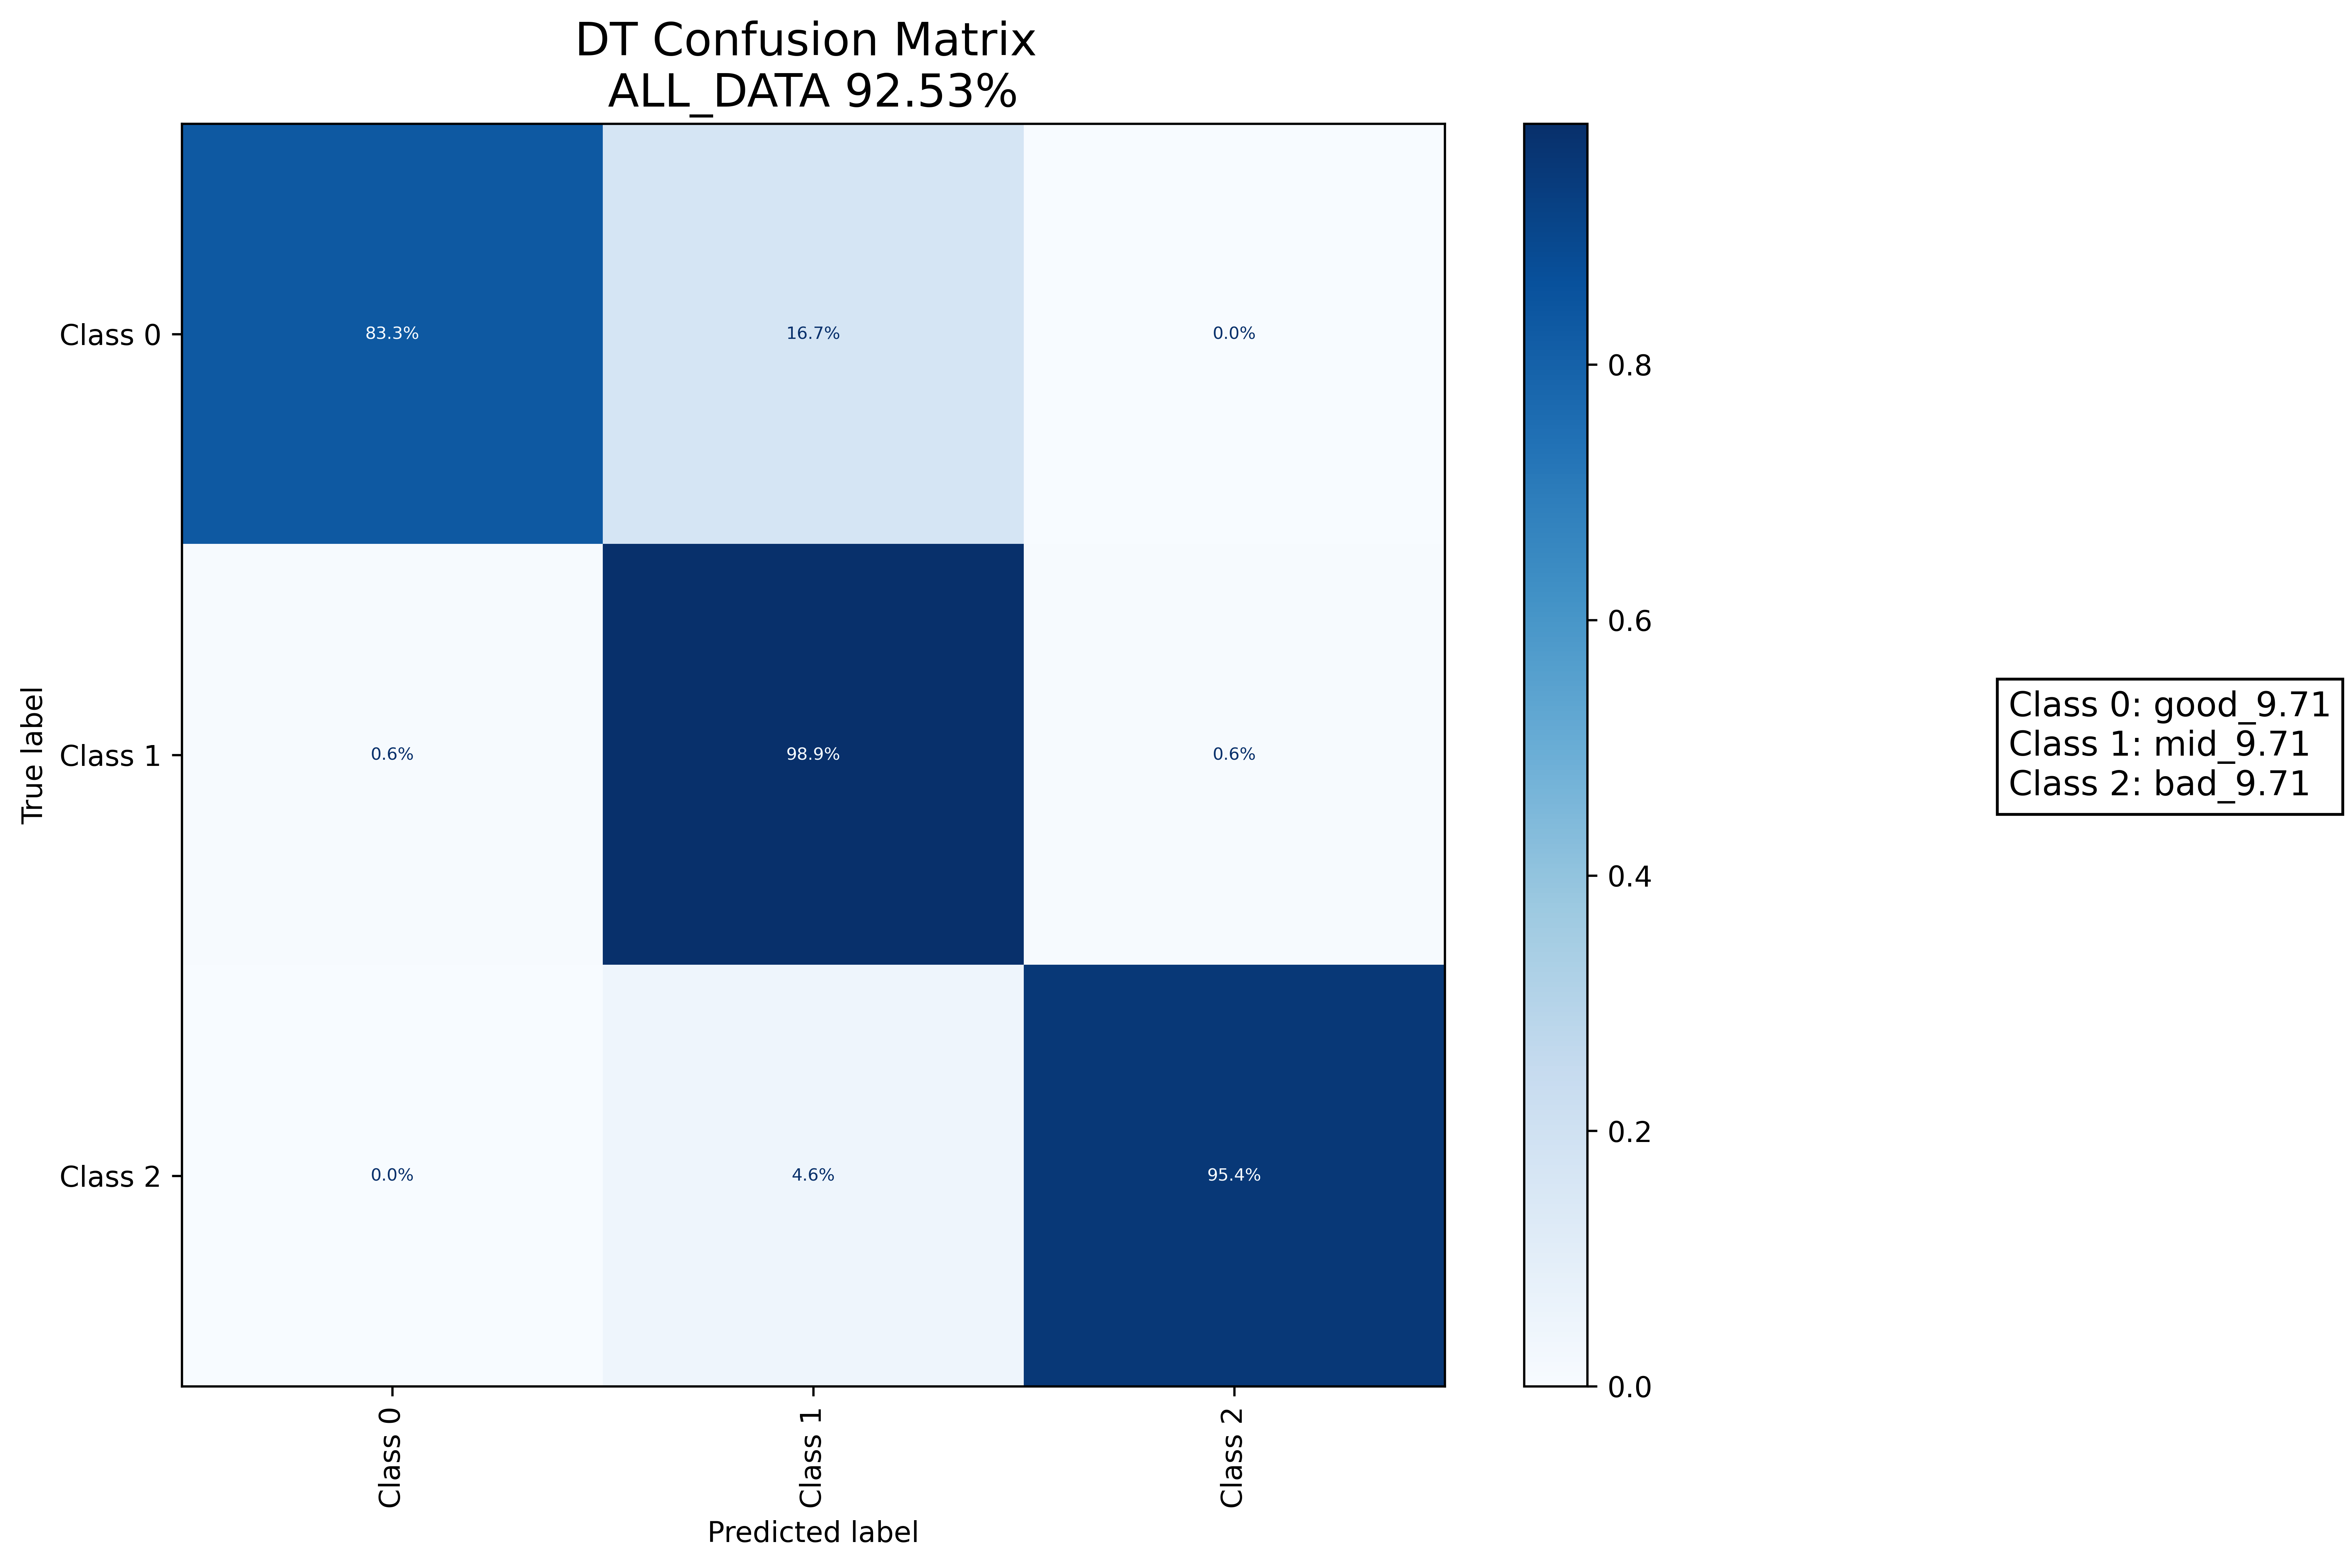 DT Confusion Matrix
ALL_DATA 92.53%
True label
Class 0
83.3%
16.7%
0.0%
Class 1
0.6%
98.9%
0.6%
Class 2
0.0%
4.6%
95.4%
Class 0
Class 1
Class 2
Predicted label
0.8
0.6
0.4
0.2
0.0
Class 0: good_9.71
Class 1: mid_9.71
Class 2: bad_9.71